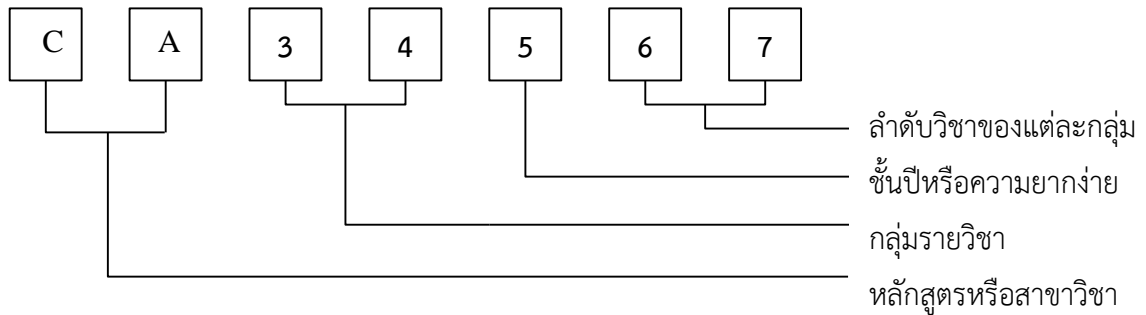 C A 3 4 5 6 7
ลำดับวิชาของแต่ละกลุ่ม
ชั้นปีหรือความยากง่าย
กลุ่มรายวิชา
หลักสูตรหรือสาขาวิชา